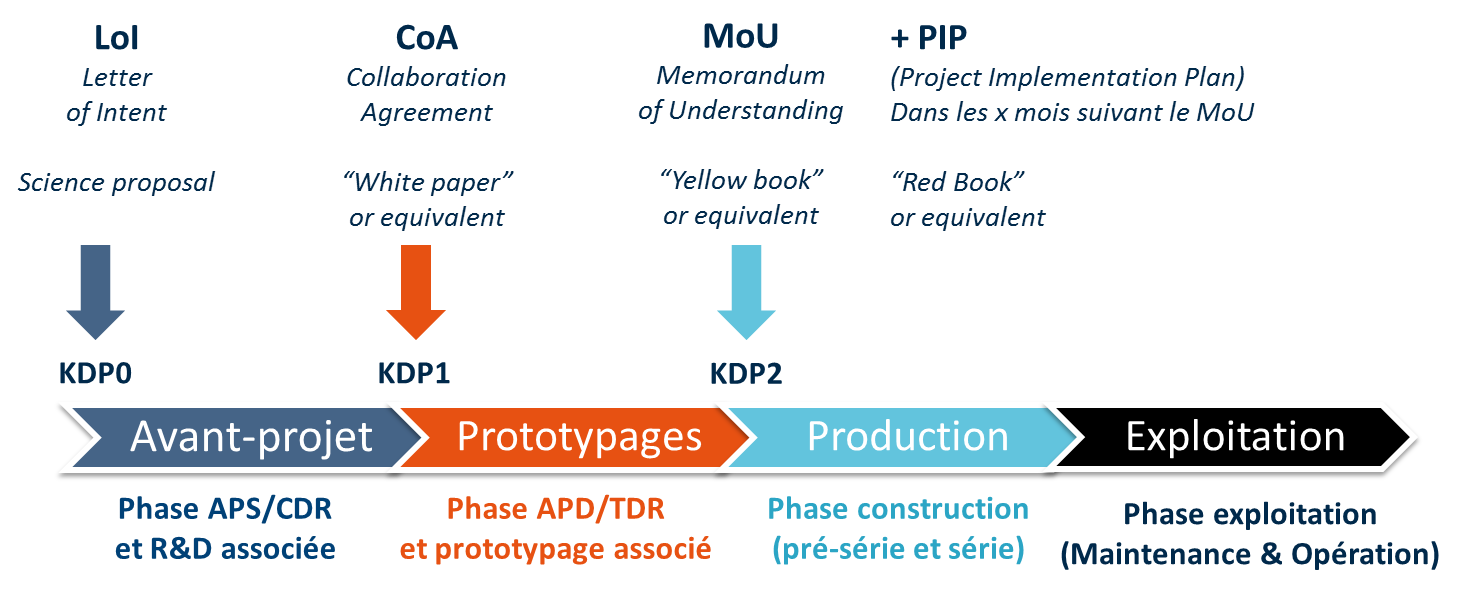 LoI
Letter
of Intent
Science proposal
CoA
Collaboration
Agreement
“White paper”
or equivalent
MoU
Memorandum
of Understanding
“Yellow book”
or equivalent
+ PIP
(Project Implementation Plan)
Dans les x mois suivant le MoU
“Red Book”
or equivalent
KDP0
KDP1
KDP2
Avant-projet
Prototypages
Production
Exploitation
Phase APS/CDR
et R&D associée
Phase APD/TDR
et prototypage associé
Phase construction
(pré-série et série)
Phase exploitation
(Maintenance & Opération)